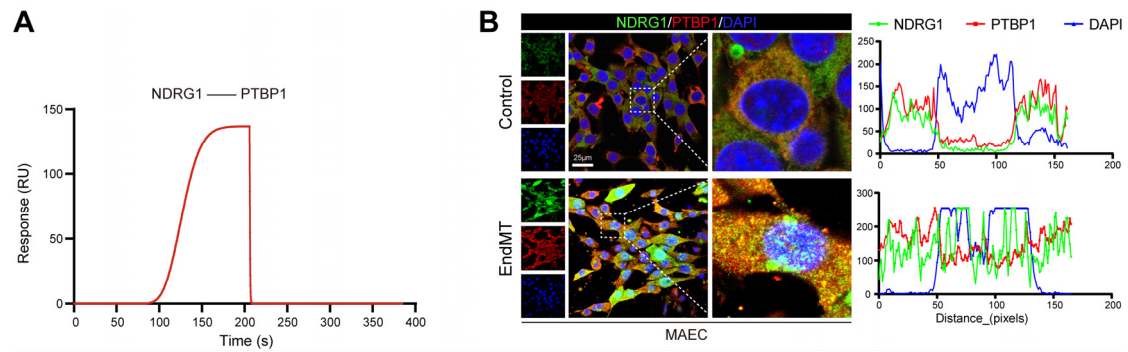 A
NDRG1 —— PTBP1
Response (RU)
150
100
50
0
0 50 100 150 200 250 300 350 400
Time (s)
B
NDRG1/PTBP1/DAPI
Control
25μm
EndMT
MAEC
NDRG1 PTBP1 DAPI
250
200
150
100
50
0
0 50 100 150 200
300
200
100
0
0 50 100 150 200
Distance_(pixels)